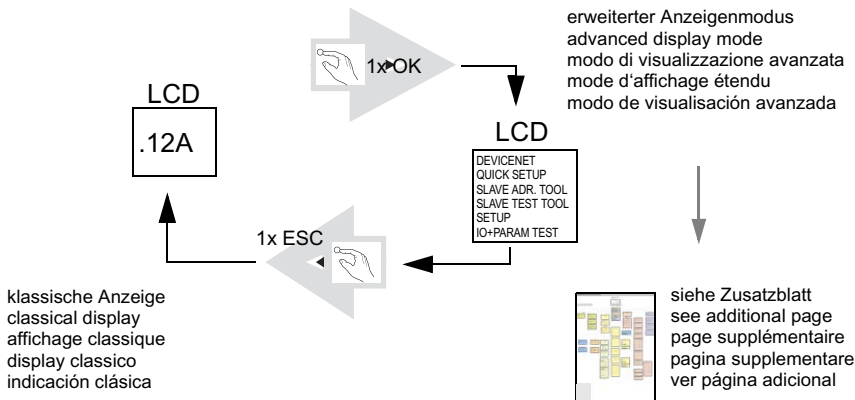 erweiterter Anzeigenmodus
advanced display mode
modo di visualizzazione avanzata
mode d'affichage étendu
modo de visualisación avanzada
1x OK
LCD
.12A
LCD
DEVICENET
QUICK SETUP
SLAVE ADR. TOOL
SLAVE TEST TOOL
SETUP
IO+PARAM TEST
1x ESC
klassische Anzeige
classical display
affichage classique
display classico
indicación clásica
siehe Zusatzblatt
see additional page
page supplémentaire
pagina supplementare
ver página adicional